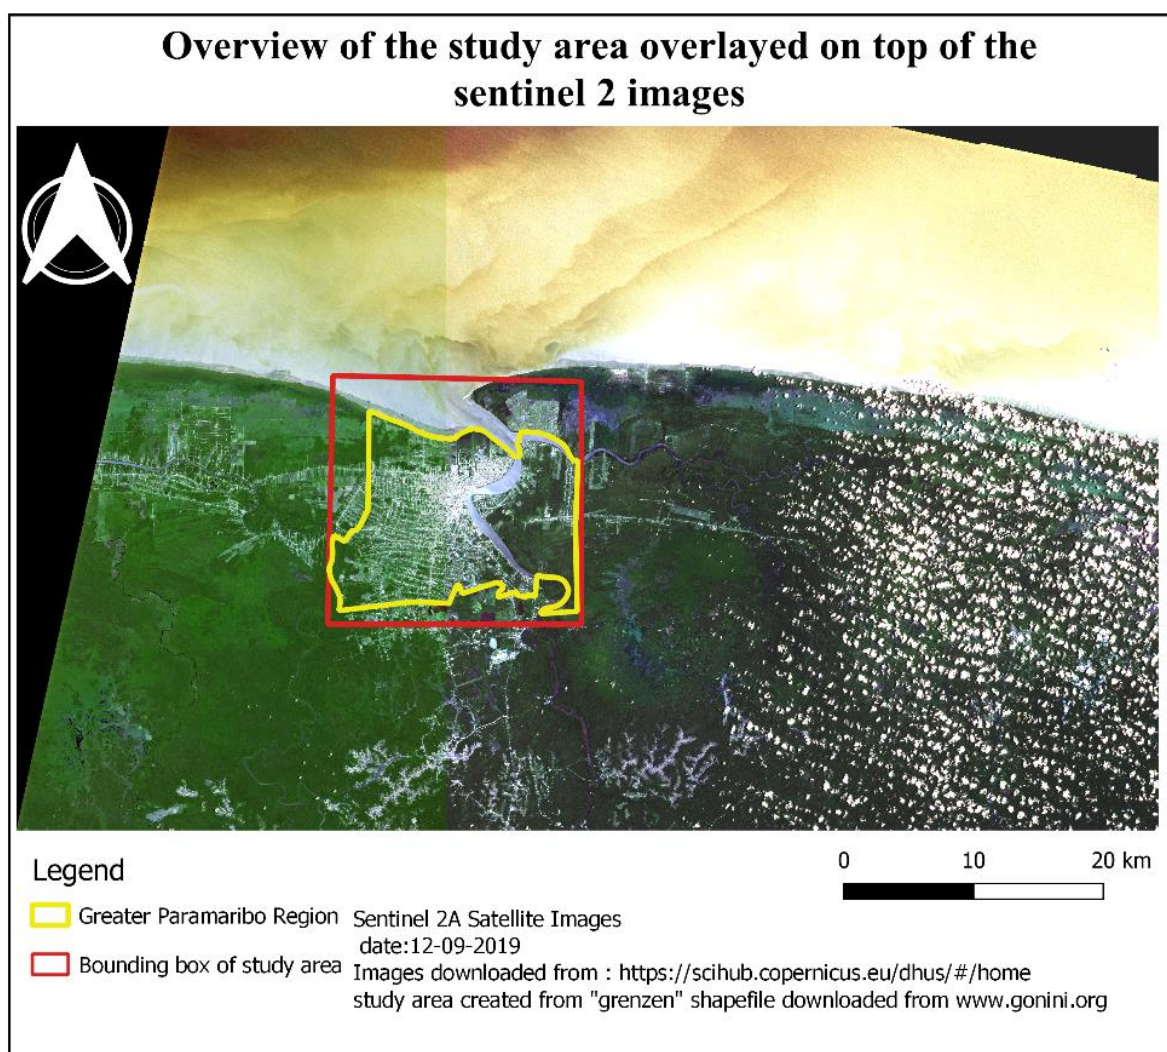 Overview of the study area overlayed on top of the
sentinel 2 images
Legend
Greater Paramaribo Region
Bounding box of study area
Sentinel 2A Satellite Images
date:12-09-2019
Images downloaded from : https://scihub.copernicus.eu/dhus/#/home
study area created from "grenzen" shapefile downloaded from www.gonini.org
0 10 20 km